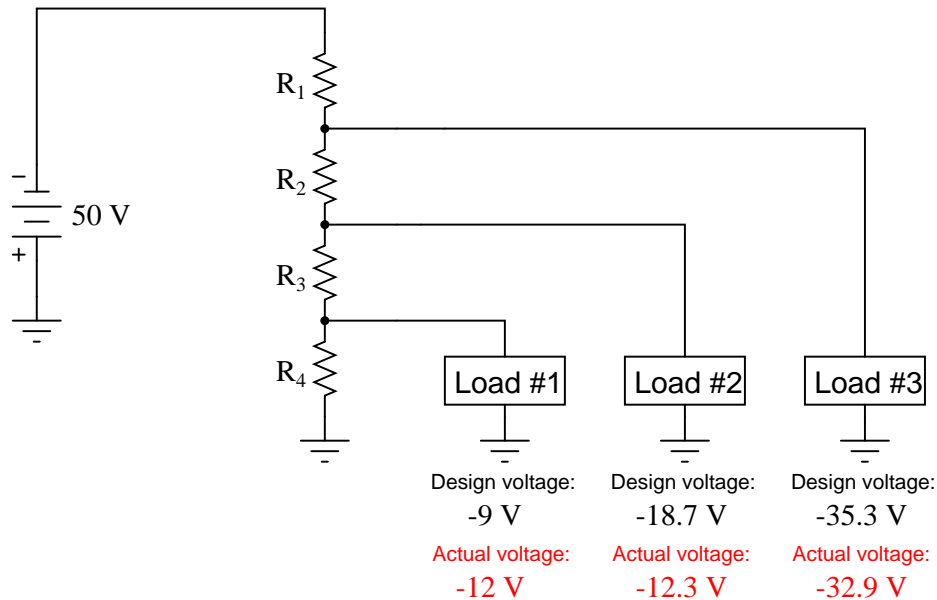 R1
R2
R3
R4
-
50 V
+
Load #1 Load #2 Load #3
Design voltage: Design voltage: Design voltage:
-9 V -18.7 V -35.3 V
Actual voltage: Actual voltage: Actual voltage:
-12 V -12.3 V -32.9 V